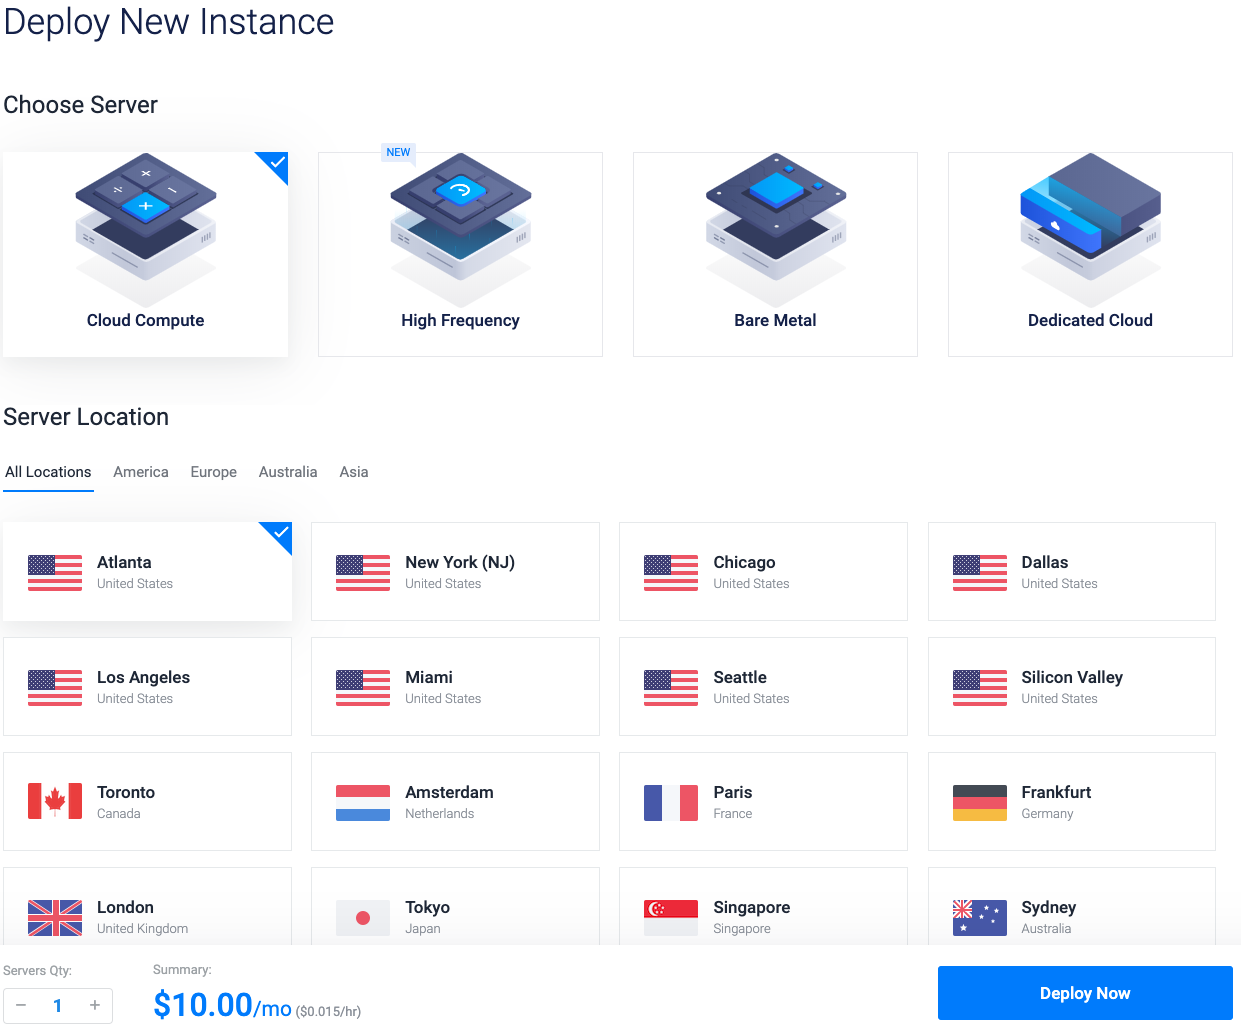 Deploy New Instance
Choose Server
NEW
Cloud Compute
High Frequency
Bare Metal
Dedicated Cloud
Server Location
All Locations America Europe Australia Asia
Atlanta
United States
New York (NJ)
United States
Chicago
United States
Dallas
United States
Los Angeles
United States
Miami
United States
Seattle
United States
Silicon Valley
United States
Toronto
Canada
Amsterdam
Netherlands
Paris
France
Frankfurt
Germany
London
United Kingdom
Tokyo
Japan
Singapore
Singapore
Sydney
Australia
Servers Qty:
− 1 +
Summary:
$10.00/mo ($0.015/hr)
Deploy Now